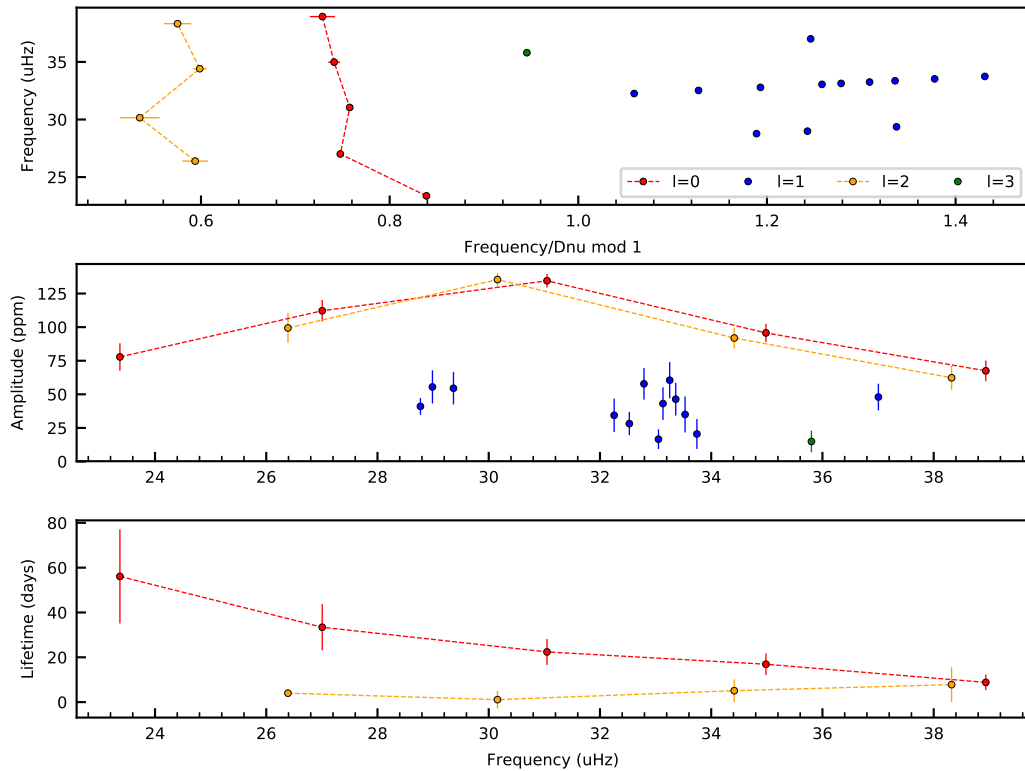 Frequency (uHz)
35
30
25
l=0 l=1 l=2 l=3
0.6 0.8 1.0 1.2 1.4
Frequency/Dnu mod 1
Amplitude (ppm)
125
100
75
50
25
0
24 26 28 30 32 34 36 38
Lifetime (days)
80
60
40
20
0
24 26 28 30 32 34 36 38
Frequency (uHz)